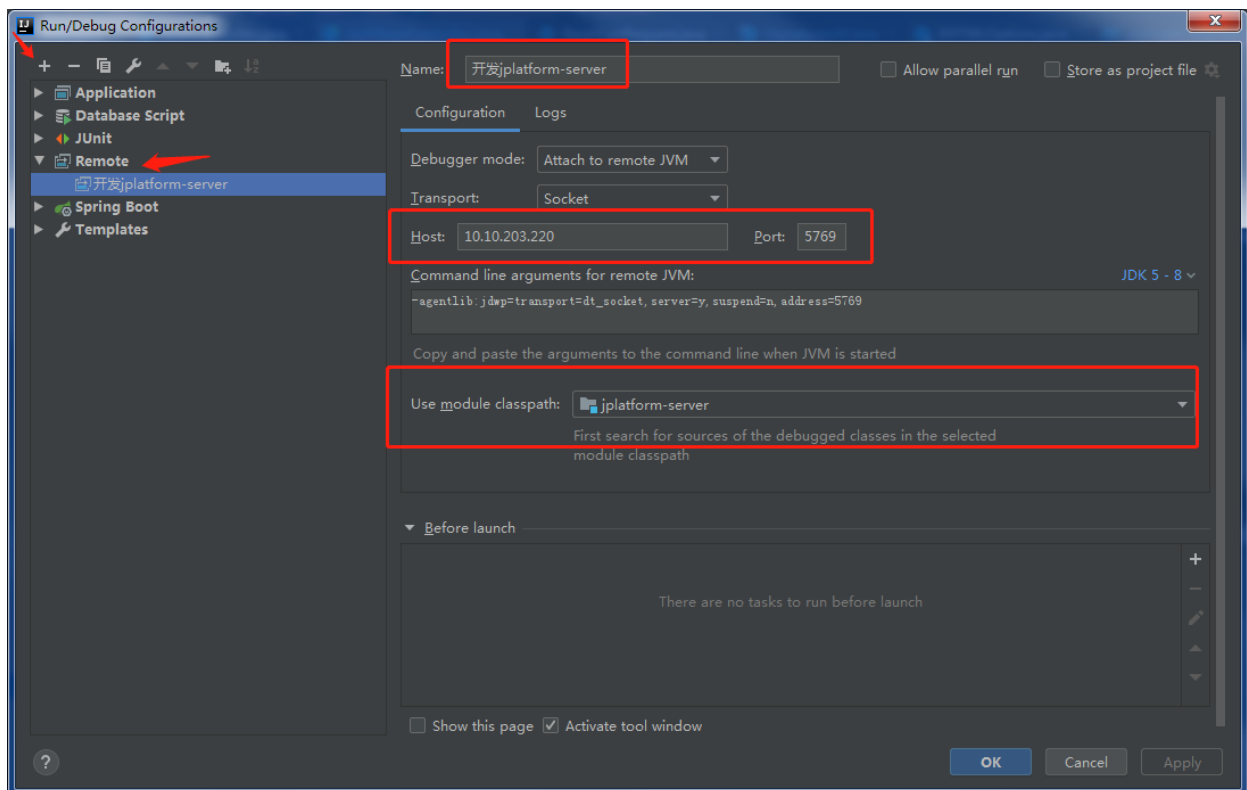 Run/Debug Configurations
Name: 开发jplatform-server
Allow parallel run
Store as project file
Application
Database Script
JUnit
Remote
开发jplatform-server
Spring Boot
Templates
Configuration Logs
Debugger mode: Attach to remote JVM
Transport: Socket
Host: 10.10.203.220 Port: 5769
Command line arguments for remote JVM: JDK 5 - 8
-agentlib:jdwp=transport=dt_socket,server=y,suspend=n,address=5769
Copy and paste the arguments to the command line when JVM is started
Use module classpath: jplatform-server
First search for sources of the debugged classes in the selected
module classpath
Before launch
There are no tasks to run before launch
Show this page Activate tool window
? OK Cancel Apply